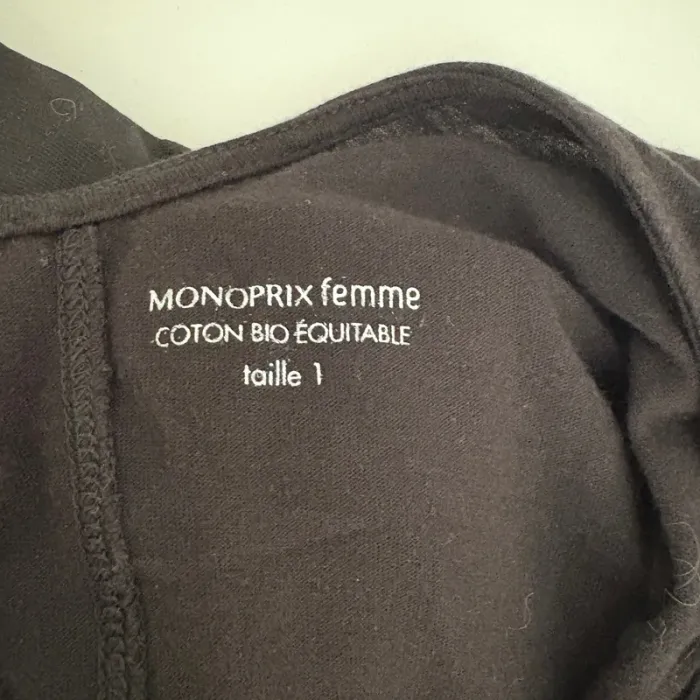 MONOPRIX femme
COTON BIO ÉQUITABLE
taille 1